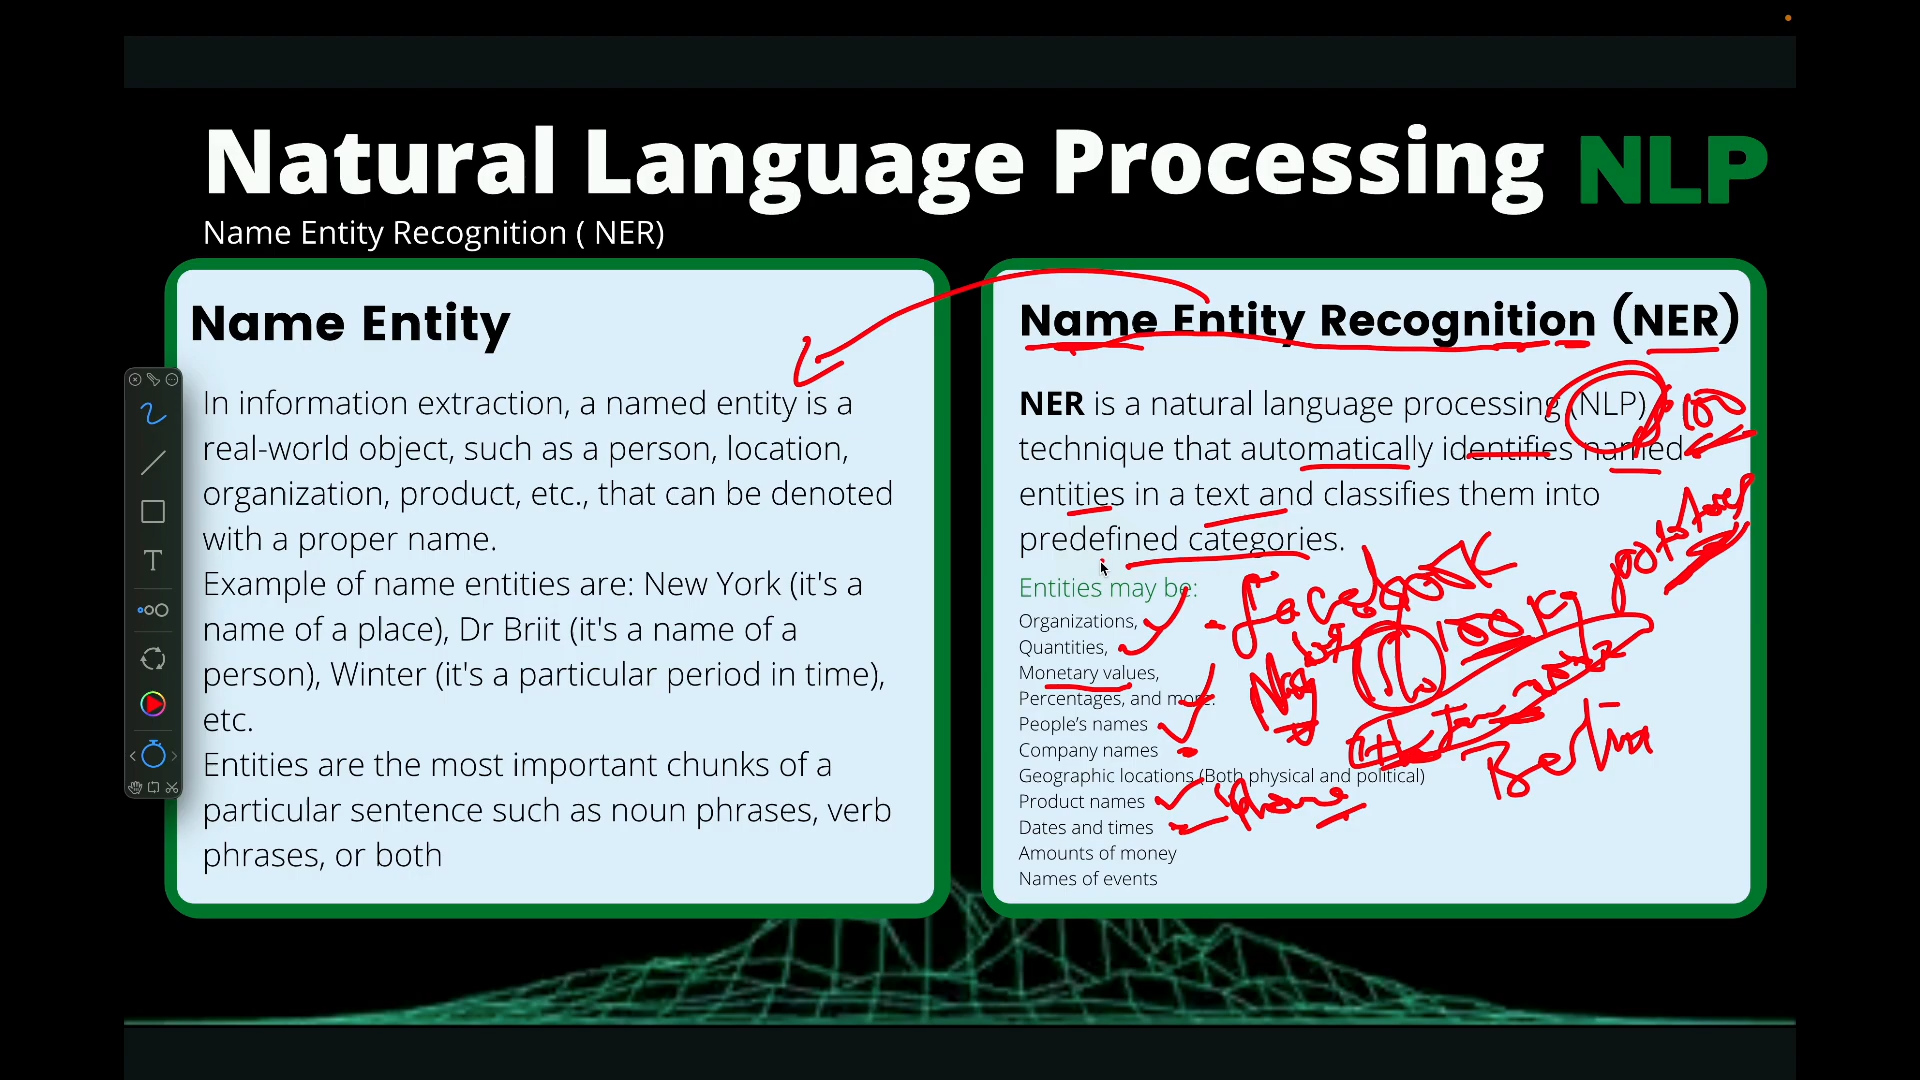 Natural Language Processing NLP
Name Entity Recognition ( NER)
Name Entity
In information extraction, a named entity is a
real-world object, such as a person, location,
organization, product, etc., that can be denoted
with a proper name.
Example of name entities are: New York (it's a
name of a place), Dr Briit (it's a name of a
person), Winter (it's a particular period in time),
etc.
Entities are the most important chunks of a
particular sentence such as noun phrases, verb
phrases, or both
Name Entity Recognition (NER)
NER is a natural language processing (NLP)
technique that automatically identifies named
entities in a text and classifies them into
predefined categories.
Entities may be:
Organizations,
Quantities,
Monetary values,
Percentages, and more.
People's names
Company names
Geographic locations (Both physical and political)
Product names
Dates and times
Amounts of money
Names of events
100
facebook
100 kg
iphone
T